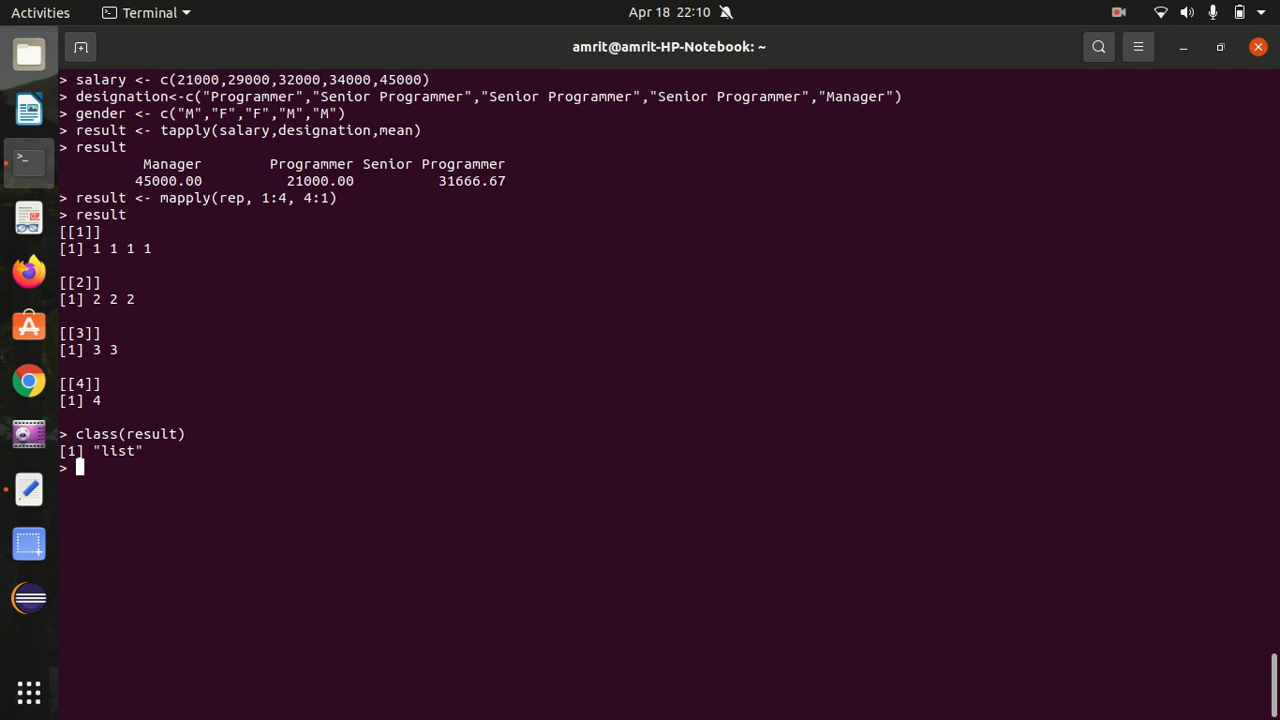 Activities Terminal Apr 18 22:10
amrit@amrit-HP-Notebook: ~
> salary <- c(21000,29000,32000,34000,45000)
> designation<-c("Programmer","Senior Programmer","Senior Programmer","Senior Programmer","Manager")
> gender <- c("M","F","F","M","M")
> result <- tapply(salary,designation,mean)
> result
Manager Programmer Senior Programmer
45000.00 21000.00 31666.67
> result <- mapply(rep, 1:4, 4:1)
> result
[[1]]
[1] 1 1 1 1
[[2]]
[1] 2 2 2
[[3]]
[1] 3 3
[[4]]
[1] 4
> class(result)
[1] "list"
>